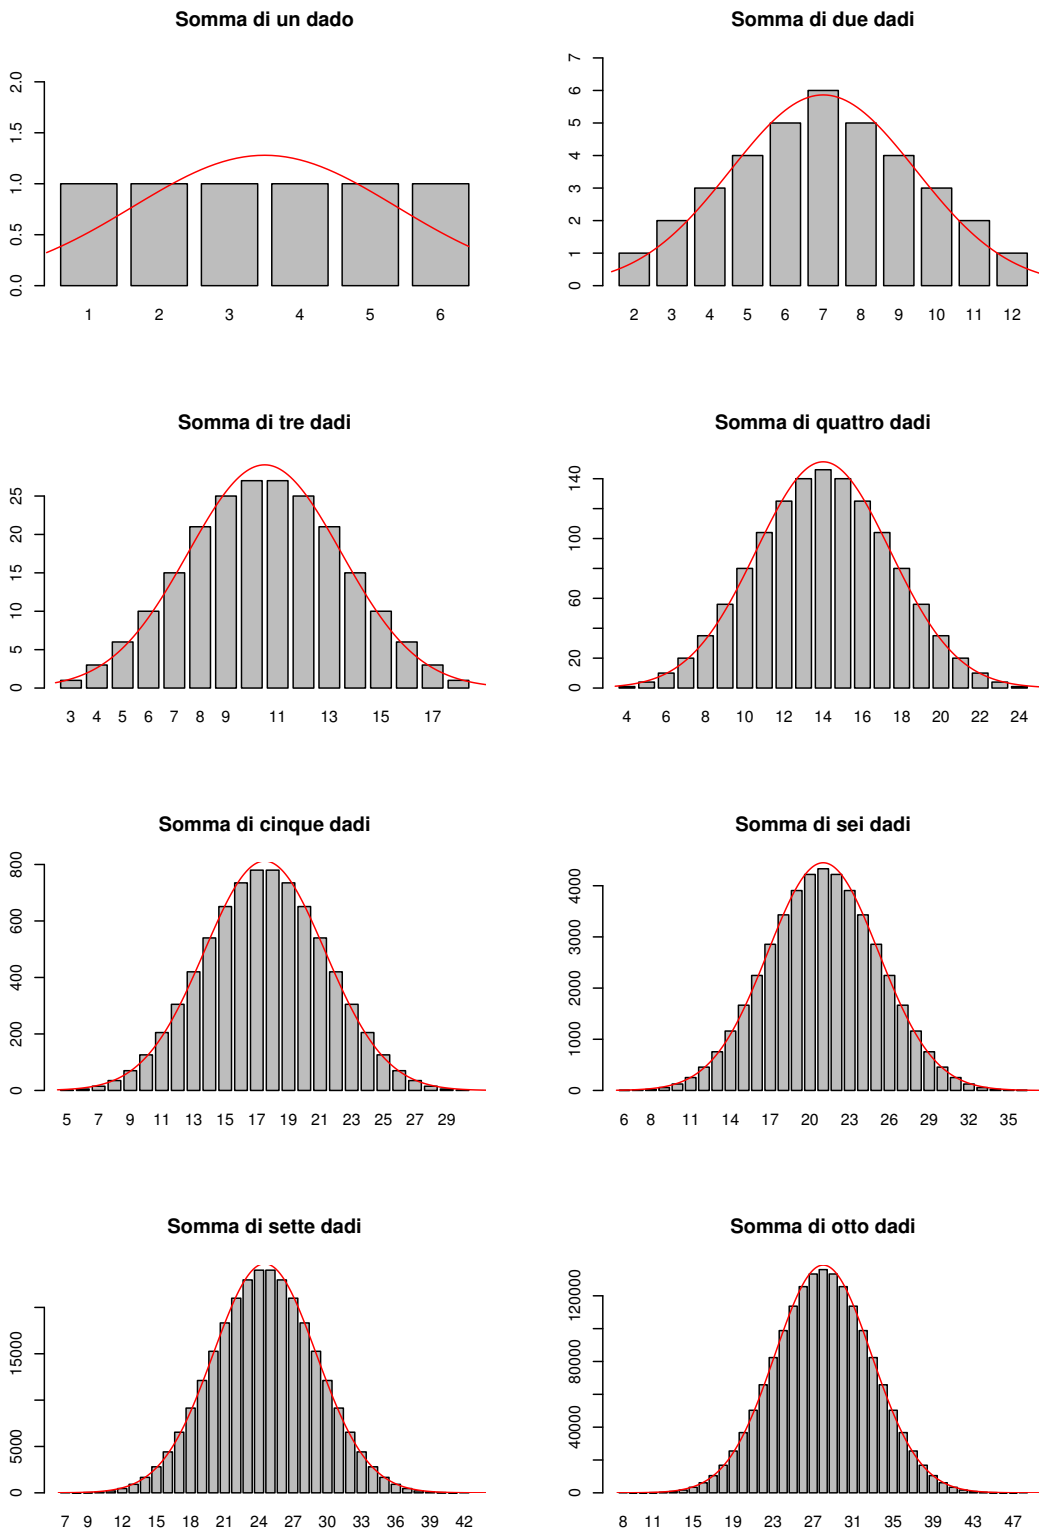 Somma di un dado
2.0
1.5
1.0
0.5
0.0
1 2 3 4 5 6
Somma di due dadi
7
6
5
4
3
2
1
0
2 3 4 5 6 7 8 9 10 11 12
Somma di tre dadi
25
20
15
10
5
0
3 4 5 6 7 8 9 11 13 15 17
Somma di quattro dadi
140
100
60
20
0
4 6 8 10 12 14 16 18 20 22 24
Somma di cinque dadi
800
600
400
200
0
5 7 9 11 13 15 17 19 21 23 25 27 29
Somma di sei dadi
4000
3000
2000
1000
0
6 8 11 14 17 20 23 26 29 32 35
Somma di sette dadi
15000
5000
0
7 9 12 15 18 21 24 27 30 33 36 39 42
Somma di otto dadi
120000
80000
40000
0
8 11 15 19 23 27 31 35 39 43 47